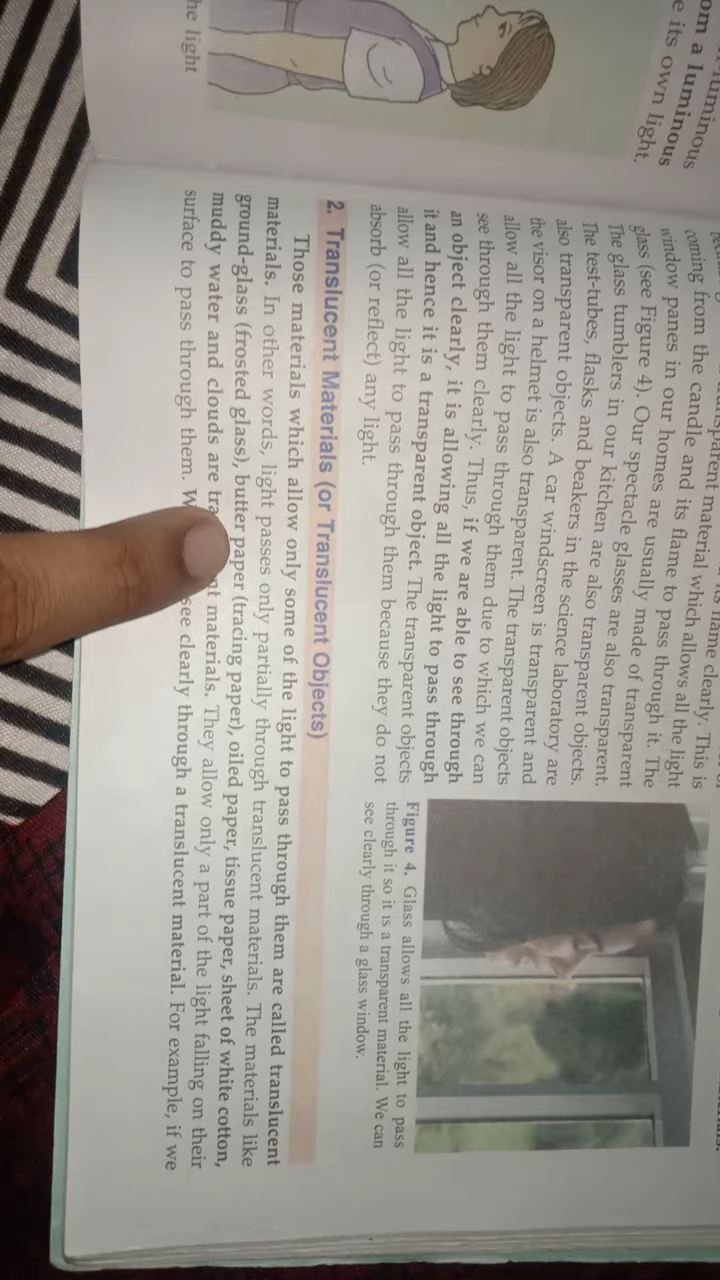 om a luminous
e its own light.
he light
transparent material which allows all the light
coming from the candle and its flame to pass through it. The
window panes in our homes are usually made of transparent
glass (see Figure 4). Our spectacle glasses are also transparent.
The glass tumblers in our kitchen are also transparent objects.
The test-tubes, flasks and beakers in the science laboratory are
also transparent objects. A car windscreen is transparent and
the visor on a helmet is also transparent. The transparent objects
allow all the light to pass through them due to which we can
see through them clearly. Thus, if we are able to see through
an object clearly, it is allowing all the light to pass through
it and hence it is a transparent object. The transparent objects
allow all the light to pass through them because they do not
absorb (or reflect) any light.
Figure 4. Glass allows all the light to pass
through it so it is a transparent material. We can
see clearly through a glass window.
2. Translucent Materials (or Translucent Objects)
Those materials which allow only some of the light to pass through them are called translucent
materials. In other words, light passes only partially through translucent materials. The materials like
ground-glass (frosted glass), butter paper (tracing paper), oiled paper, tissue paper, sheet of white cotton,
muddy water and clouds are tra nt materials. They allow only a part of the light falling on their
surface to pass through them. W see clearly through a translucent material. For example, if we